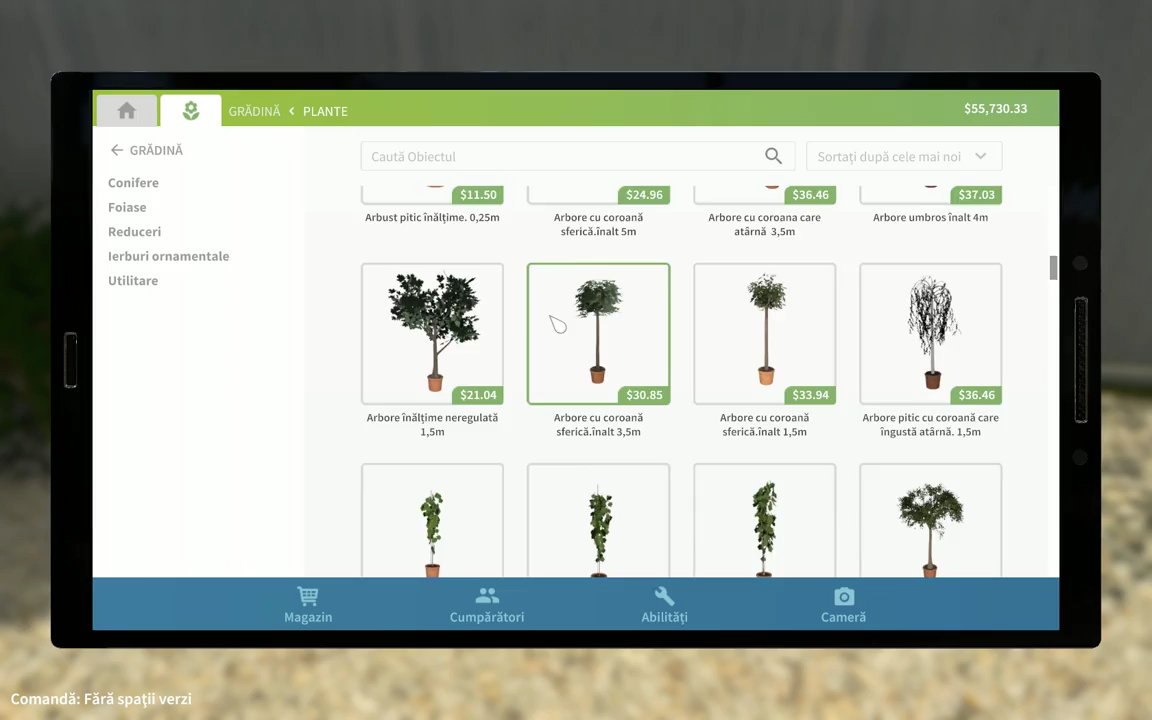 GRĂDINĂ < PLANTE
$55,730.33
GRĂDINĂ
Conifere
Foiase
Reduceri
Ierburi ornamentale
Utilitare
Caută Obiectul
Sortați după cele mai noi
$11.50
$24.96
$36.46
$37.03
Arbust pitic înălțime. 0,25m
Arbore cu coroană
sferică.înalt 5m
Arbore cu coroana care
atârnă 3,5m
Arbore umbros înalt 4m
$21.04
$30.85
$33.94
$36.46
Arbore înălțime neregulată
1,5m
Arbore cu coroană
sferică.înalt 3,5m
Arbore cu coroană
sferică.înalt 1,5m
Arbore pitic cu coroană care
îngustă atârnă. 1,5m
Magazin
Cumpărători
Abilități
Cameră
Comandă: Fără spații verzi